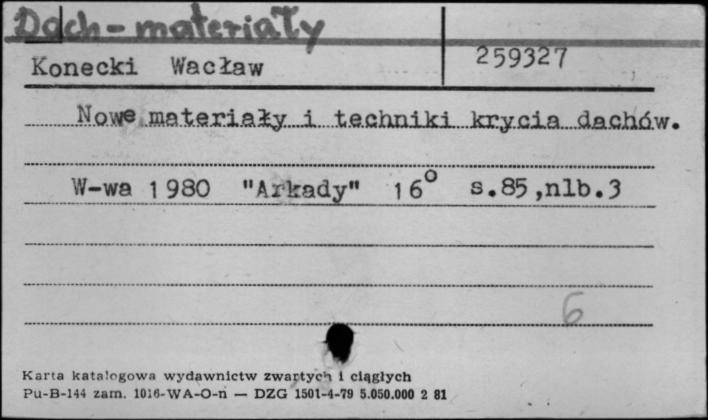 Dach-materiały
Konecki Wacław 259327
Nowe materiały i techniki krycia dachów.
W-wa 1980 "Arkady" 16° s.85,nlb.3
6
Karta katalogowa wydawnictw zwartych i ciągłych
Pu-B-144 zam. 1016-WA-O-n — DZG 1501-4-79 5.050.000 2 81